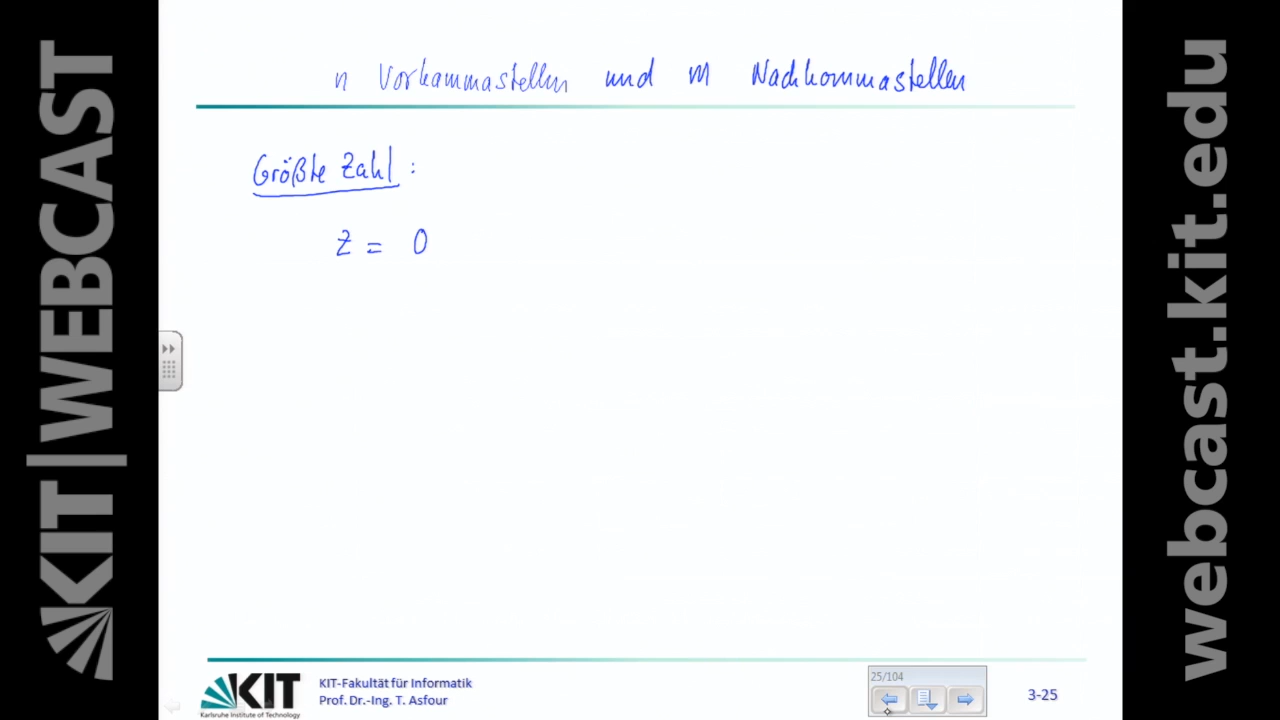 KIT|WEBCAST
n Vorkommastellen und m Nachkommastellen
Größte Zahl :
Z = 0
KIT
Karlsruhe Institute of Technology
KIT-Fakultät für Informatik
Prof. Dr.-Ing. T. Asfour
25/104
3-25
webcast.kit.edu